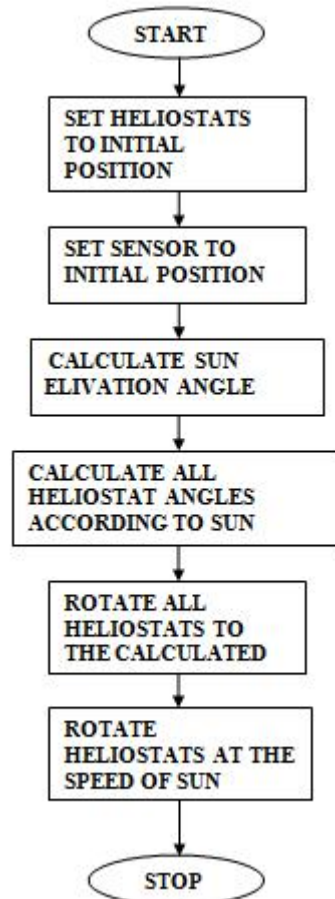 START
SET HELIOSTATS
TO INITIAL
POSITION
SET SENSOR TO
INITIAL POSITION
CALCULATE SUN
ELIVATION ANGLE
CALCULATE ALL
HELIOSTAT ANGLES
ACCORDING TO SUN
ROTATE ALL
HELIOSTATS TO
THE CALCULATED
ROTATE
HELIOSTATS AT THE
SPEED OF SUN
STOP